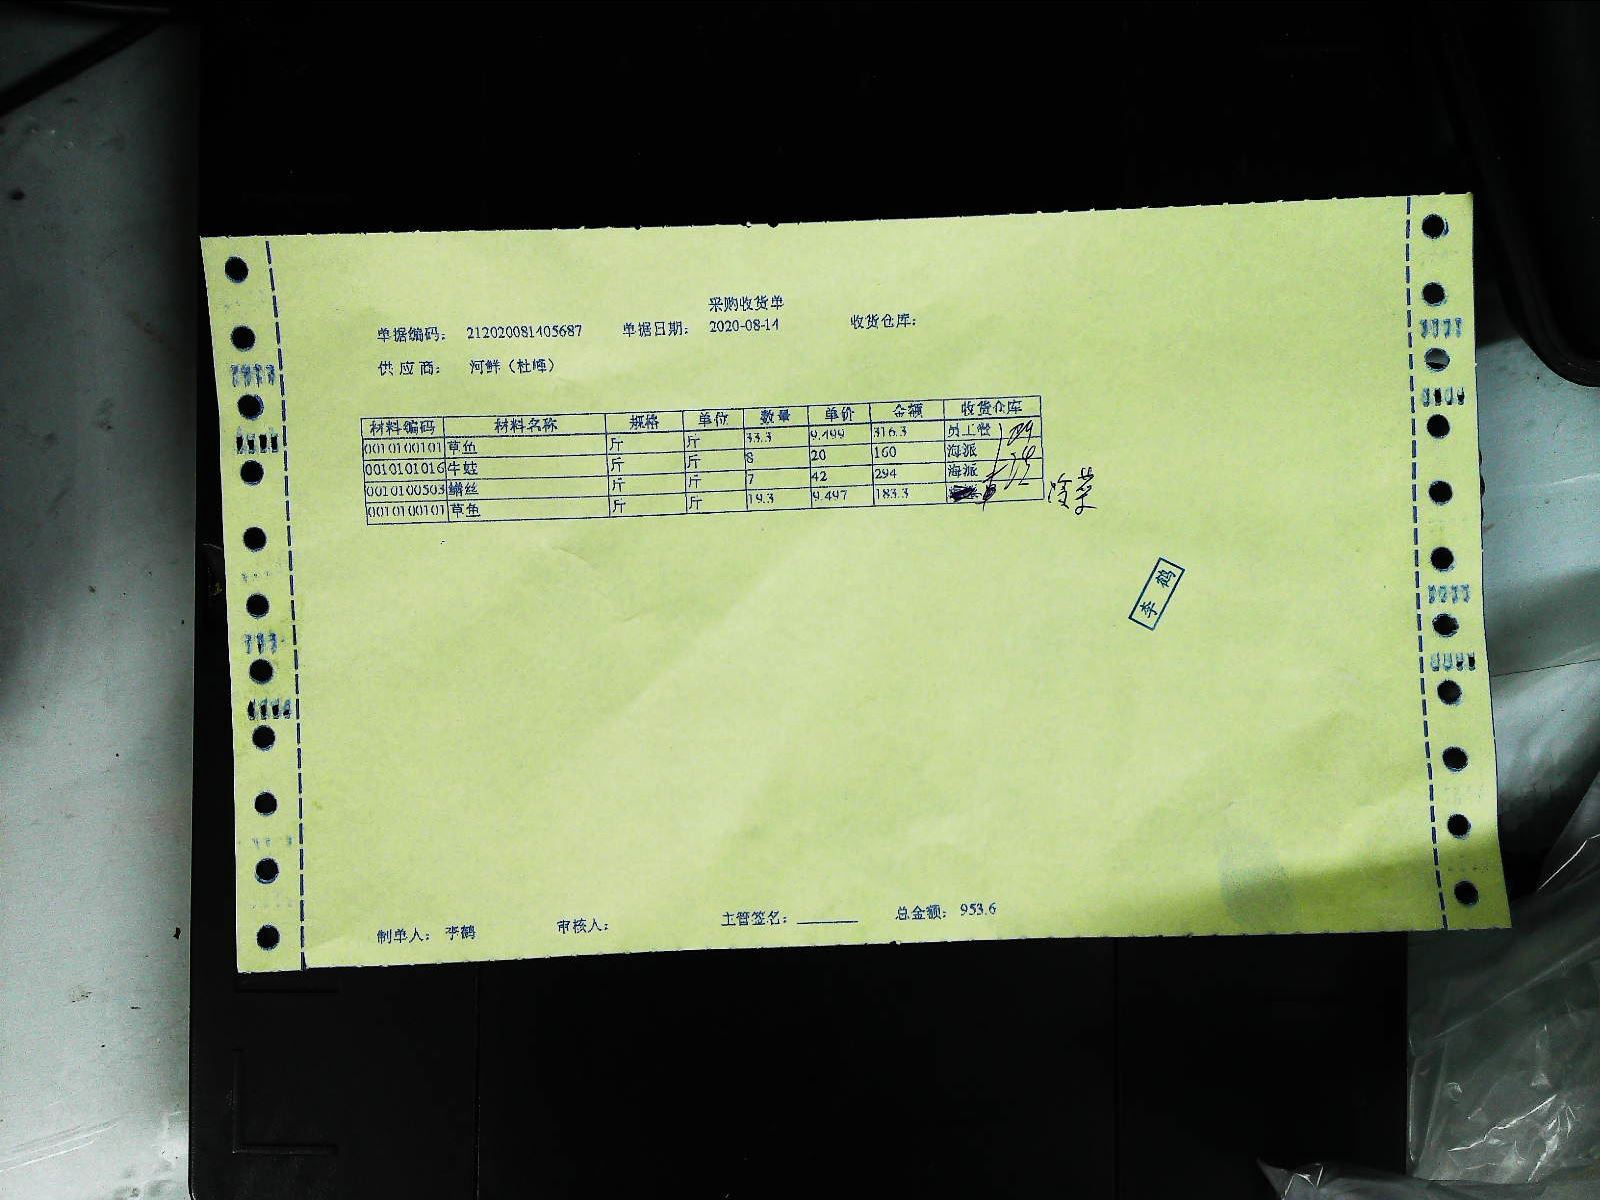 采购收货单
单据编码: 212020081405687 单据日期: 2020-08-14 收货仓库:
供应商: 河鲜(杜峰)
材料编码 材料名称 规格 单位 数量 单价 金额 收货仓库
0010100101 草鱼 斤 斤 33.3 9.499 316.3 员工餐
0010101016 牛蛙 斤 斤 8 20 160 海派
0010100503 鳝丝 斤 斤 7 42 294 海派
0010100101 草鱼 斤 斤 19.3 9.497 183.3 冷菜
李鹤
制单人: 李鹤 审核人: 主管签名: 总金额: 953.6